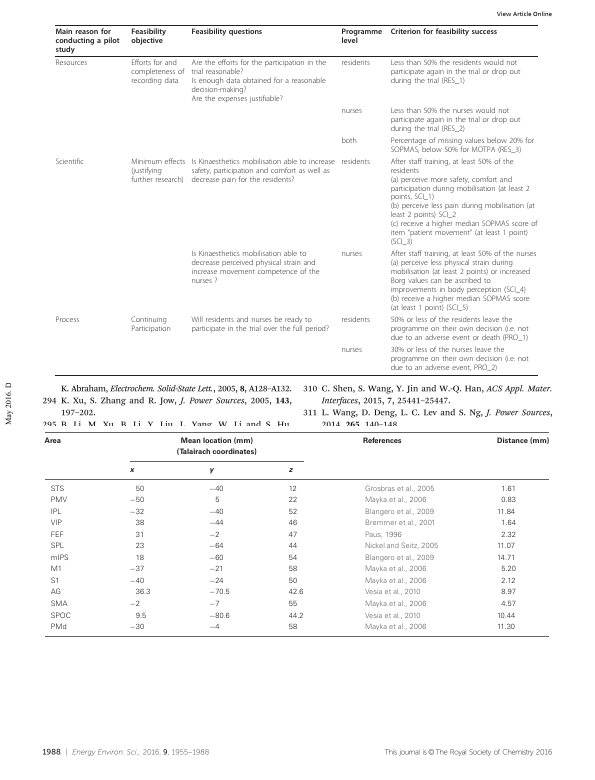 View Article Online
Main reason for conducting a pilot study | Feasibility objective | Feasibility questions | Programme level | Criterion for feasibility success
Resources | Efforts for and completeness of recording data | Are the efforts for the participation in the trial reasonable? Is enough data obtained for a reasonable decision-making? Are the expenses justifiable? | residents | Less than 50% the residents would not participate again in the trial or drop out during the trial (RES_1)
nurses | Less than 50% the nurses would not participate again in the trial or drop out during the trial (RES_2)
both | Percentage of missing values below 20% for SOPMAS, below 50% for MOTPA (RES_3)
Scientific | Minimum effects (justifying further research) | Is Kinaesthetics mobilisation able to increase safety, participation and comfort as well as decrease pain for the residents? | residents | After staff training, at least 50% of the residents (a) perceive more safety, comfort and participation during mobilisation (at least 2 points, SCI_1) (b) perceive less pain during mobilisation (at least 2 points) SCI_2 (c) receive a higher median SOPMAS score of item "patient movement" (at least 1 point) (SCI_3)
Is Kinaesthetics mobilisation able to decrease perceived physical strain and increase movement competence of the nurses ? | nurses | After staff training, at least 50% of the nurses (a) perceive less physical strain during mobilisation (at least 2 points) or increased Borg values can be ascribed to improvements in body perception (SCI_4) (b) receive a higher median SOPMAS score (at least 1 point) (SCI_5)
Process | Continuing Participation | Will residents and nurses be ready to participate in the trial over the full period? | residents | 50% or less of the residents leave the programme on their own decision (i.e. not due to an adverse event or death (PRO_1)
nurses | 30% or less of the nurses leave the programme on their own decision (i.e. not due to an adverse event, PRO_2)
May 2016. D
K. Abraham, Electrochem. Solid-State Lett., 2005, 8, A128–A132.
294 K. Xu, S. Zhang and R. Jow, J. Power Sources, 2005, 143,
197–202.
295 B. Li, M. Xu, B. Li, Y. Liu, L. Yang, W. Li and S. Hu,
310 C. Shen, S. Wang, Y. Jin and W.-Q. Han, ACS Appl. Mater.
Interfaces, 2015, 7, 25441–25447.
311 L. Wang, D. Deng, L. C. Lev and S. Ng, J. Power Sources,
2014, 265, 140–148.
Area | Mean location (mm) (Talairach coordinates) | References | Distance (mm)
x | y | z
STS | 50 | −40 | 12 | Grosbras et al., 2005 | 1.61
PMV | −50 | 5 | 22 | Mayka et al., 2006 | 0.83
IPL | −32 | −40 | 52 | Blangero et al., 2009 | 11.84
VIP | 38 | −44 | 46 | Bremmer et al., 2001 | 1.64
FEF | 31 | −2 | 47 | Paus, 1996 | 2.32
SPL | 23 | −64 | 44 | Nickel and Seitz, 2005 | 11.07
mIPS | 18 | −60 | 54 | Blangero et al., 2009 | 14.71
M1 | −37 | −21 | 58 | Mayka et al., 2006 | 5.20
S1 | −40 | −24 | 50 | Mayka et al., 2006 | 2.12
AG | 36.3 | −70.5 | 42.6 | Vesia et al., 2010 | 8.97
SMA | −2 | −7 | 55 | Mayka et al., 2006 | 4.57
SPOC | 9.5 | −80.6 | 44.2 | Vesia et al., 2010 | 10.44
PMd | −30 | −4 | 58 | Mayka et al., 2006 | 11.30
1988 | Energy Environ. Sci., 2016, 9, 1955–1988
This journal is © The Royal Society of Chemistry 2016